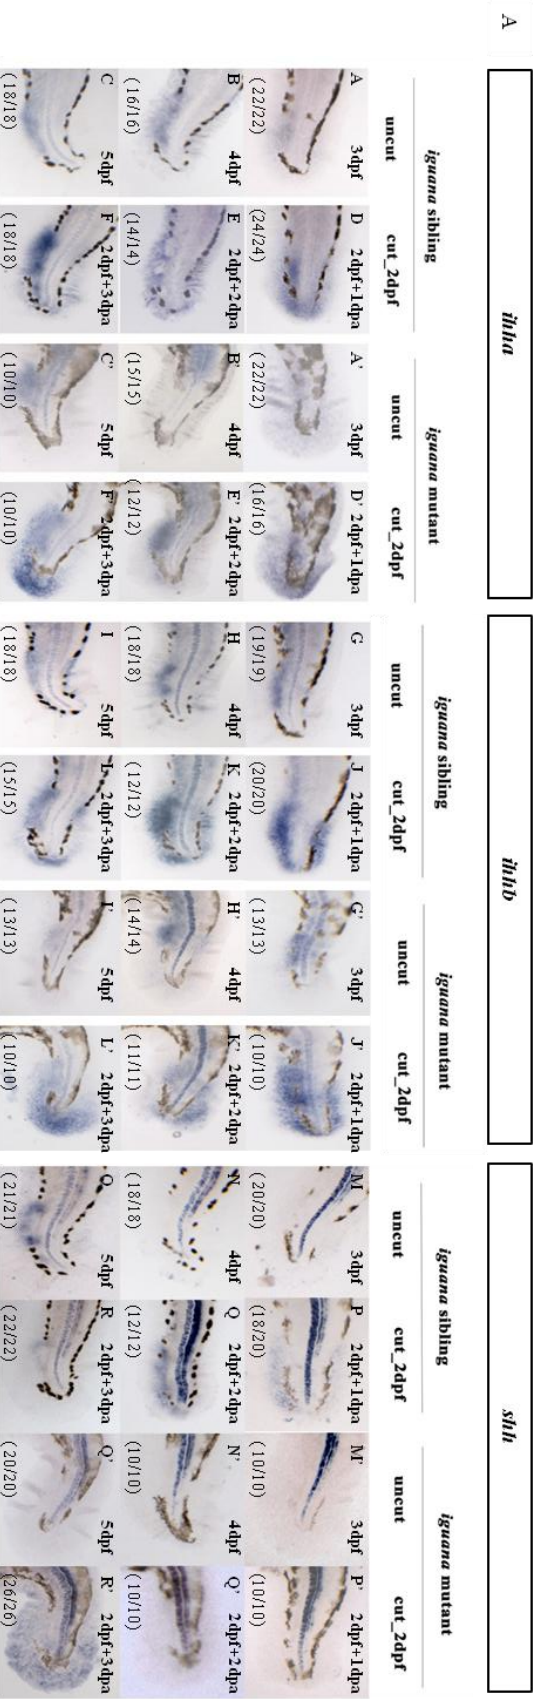 A
ihha ihhb shh
iguana sibling iguana mutant iguana sibling iguana mutant iguana sibling iguana mutant
uncut cut_2dpf uncut cut_2dpf uncut cut_2dpf uncut cut_2dpf uncut cut_2dpf uncut cut_2dpf
A 3dpf D 2dpf+1dpa A' 3dpf D' 2dpf+1dpa G 3dpf J 2dpf+1dpa G' 3dpf J' 2dpf+1dpa M 3dpf P 2dpf+1dpa M' 3dpf P' 2dpf+1dpa
(22/22) (24/24) (22/22) (16/16) (19/19) (20/20) (13/13) (10/10) (20/20) (18/20) (10/10) (10/10)
B 4dpf E 2dpf+2dpa B' 4dpf E' 2dpf+2dpa H 4dpf K 2dpf+2dpa H' 4dpf K' 2dpf+2dpa N 4dpf Q 2dpf+2dpa N' 4dpf Q' 2dpf+2dpa
(16/16) (14/14) (15/15) (12/12) (18/18) (12/12) (14/14) (11/11) (18/18) (12/12) (10/10) (10/10)
C 5dpf F 2dpf+3dpa C' 5dpf F' 2dpf+3dpa I 5dpf L 2dpf+3dpa I' 5dpf L' 2dpf+3dpa O 5dpf R 2dpf+3dpa O' 5dpf R' 2dpf+3dpa
(18/18) (18/18) (10/10) (10/10) (18/18) (15/15) (13/13) (10/10) (21/21) (22/22) (20/20) (26/26)